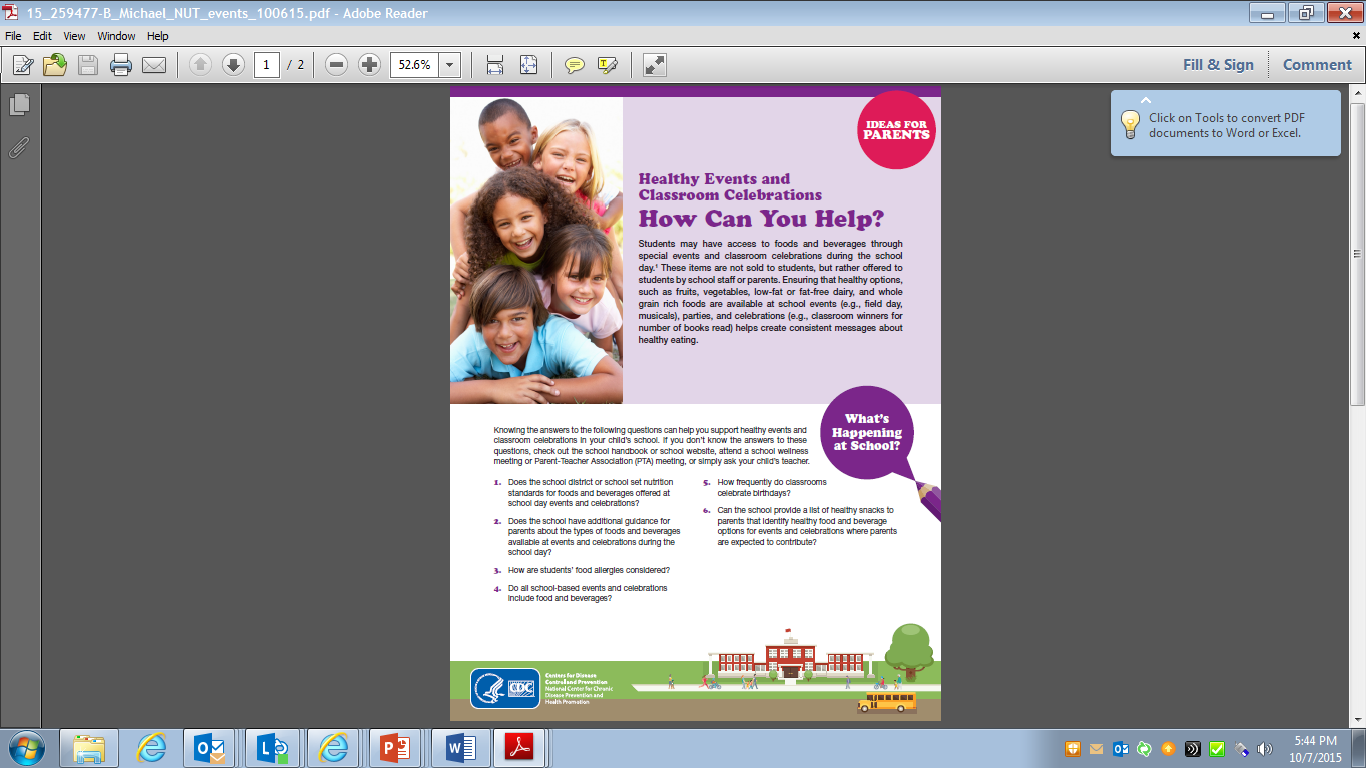 15_259477-B_Michael_NUT_events_100615.pdf - Adobe Reader
File Edit View Window Help
1 / 2 52.6% Fill & Sign Comment
Click on Tools to convert PDF
documents to Word or Excel.
IDEAS FOR
PARENTS
Healthy Events and
Classroom Celebrations
How Can You Help?
Students may have access to foods and beverages through
special events and classroom celebrations during the school
day.¹ These items are not sold to students, but rather offered to
students by school staff or parents. Ensuring that healthy options,
such as fruits, vegetables, low-fat or fat-free dairy, and whole
grain rich foods are available at school events (e.g., field day,
musicals), parties, and celebrations (e.g., classroom winners for
number of books read) helps create consistent messages about
healthy eating.
What's
Happening
at School?
Knowing the answers to the following questions can help you support healthy events and
classroom celebrations in your child's school. If you don't know the answers to these
questions, check out the school handbook or school website, attend a school wellness
meeting or Parent-Teacher Association (PTA) meeting, or simply ask your child's teacher.
1. Does the school district or school set nutrition
standards for foods and beverages offered at
school day events and celebrations?
2. Does the school have additional guidance for
parents about the types of foods and beverages
available at events and celebrations during the
school day?
3. How are students' food allergies considered?
4. Do all school-based events and celebrations
include food and beverages?
5. How frequently do classrooms
celebrate birthdays?
6. Can the school provide a list of healthy snacks to
parents that identify healthy food and beverage
options for events and celebrations where parents
are expected to contribute?
CDC
Centers for Disease
Control and Prevention
National Center for Chronic
Disease Prevention and
Health Promotion
5:44 PM
10/7/2015